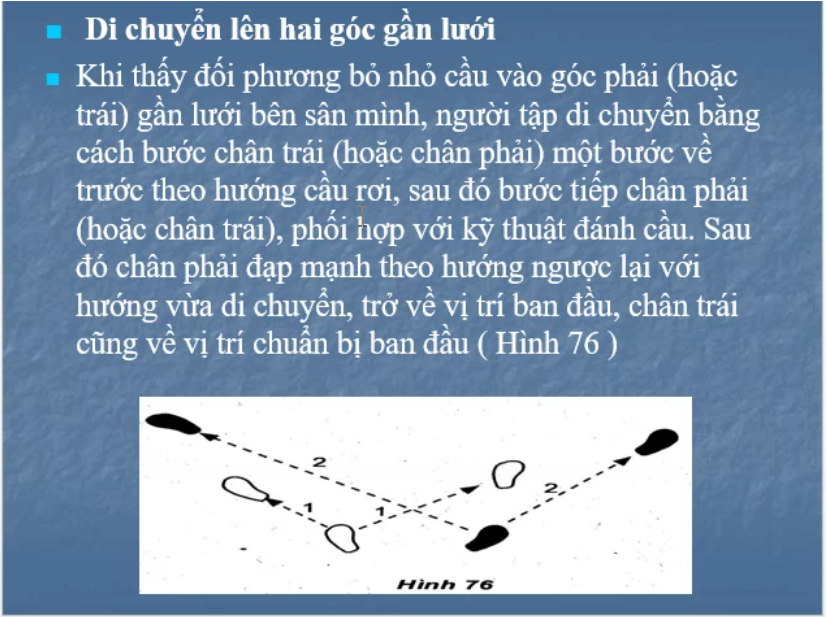 Di chuyển lên hai góc gần lưới
Khi thấy đối phương bỏ nhỏ cầu vào góc phải (hoặc
trái) gần lưới bên sân mình, người tập di chuyển bằng
cách bước chân trái (hoặc chân phải) một bước về
trước theo hướng cầu rơi, sau đó bước tiếp chân phải
(hoặc chân trái), phối hợp với kỹ thuật đánh cầu. Sau
đó chân phải đạp mạnh theo hướng ngược lại với
hướng vừa di chuyển, trở về vị trí ban đầu, chân trái
cũng về vị trí chuẩn bị ban đầu ( Hình 76 )
2
1
1
2
Hình 76